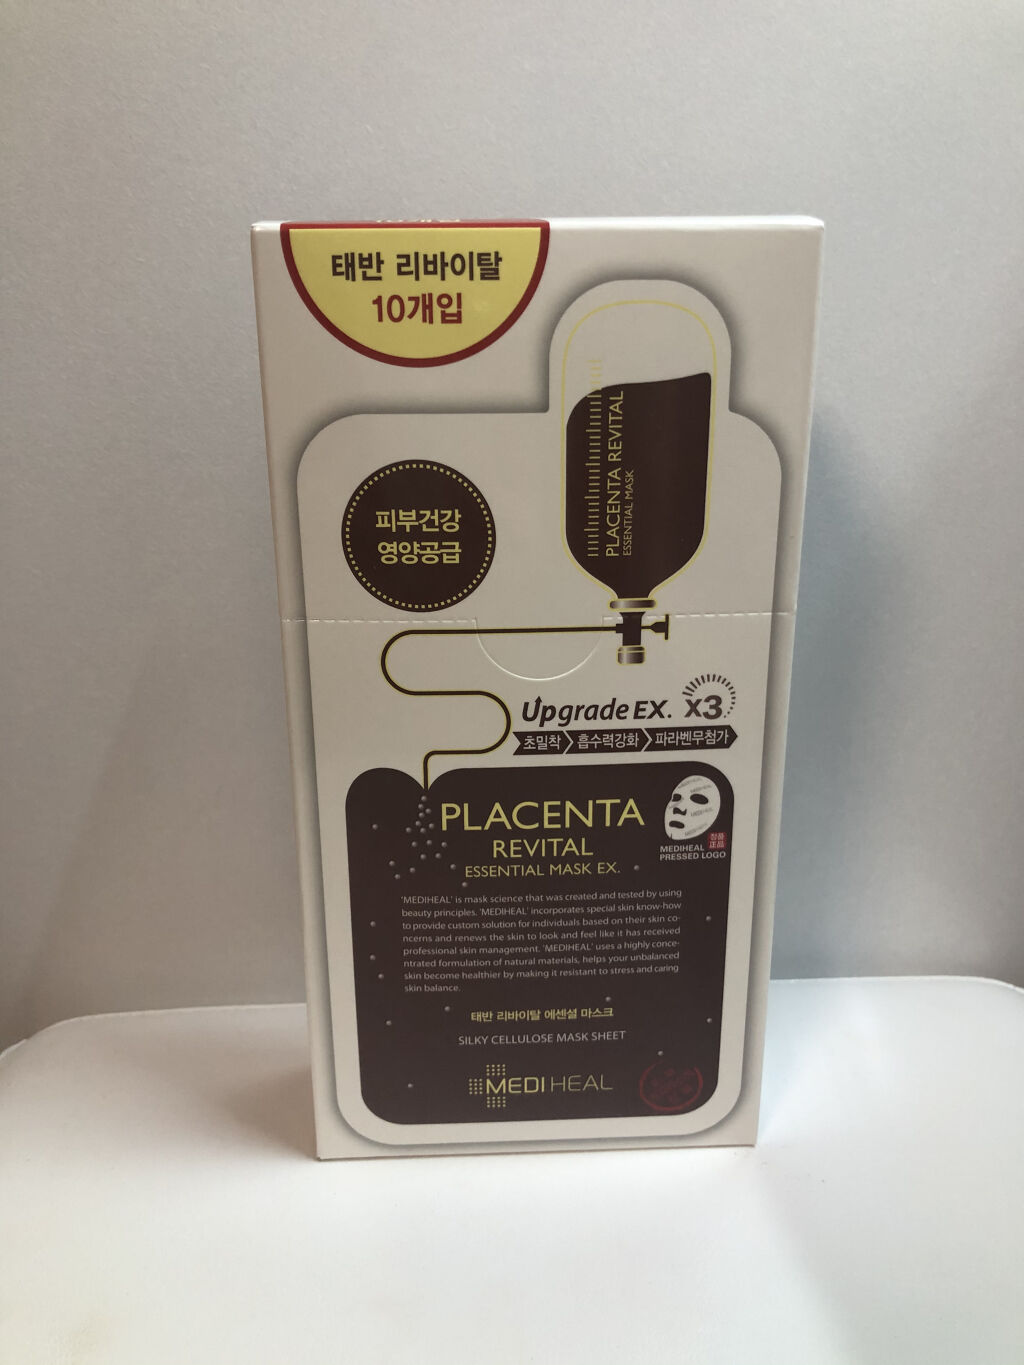 태반 리바이탈
10개입
PLACENTA REVITAL
ESSENTIAL MASK
피부건강
영양공급
Upgrade EX. X3
초밀착 흡수력강화 파라벤무첨가
PLACENTA
REVITAL
ESSENTIAL MASK EX.
정품
正品
MEDIHEAL
PRESSED LOGO
'MEDIHEAL' is mask science that was created and tested by using
beauty principles. 'MEDIHEAL' incorporates special skin know-how
to provide custom solution for individuals based on their skin co-
ncerns and renews the skin to look and feel like it has received
professional skin management. 'MEDIHEAL' uses a highly conce-
ntrated formulation of natural materials, helps your unbalanced
skin become healthier by making it resistant to stress and caring
skin balance.
태반 리바이탈 에센셜 마스크
SILKY CELLULOSE MASK SHEET
MEDIHEAL